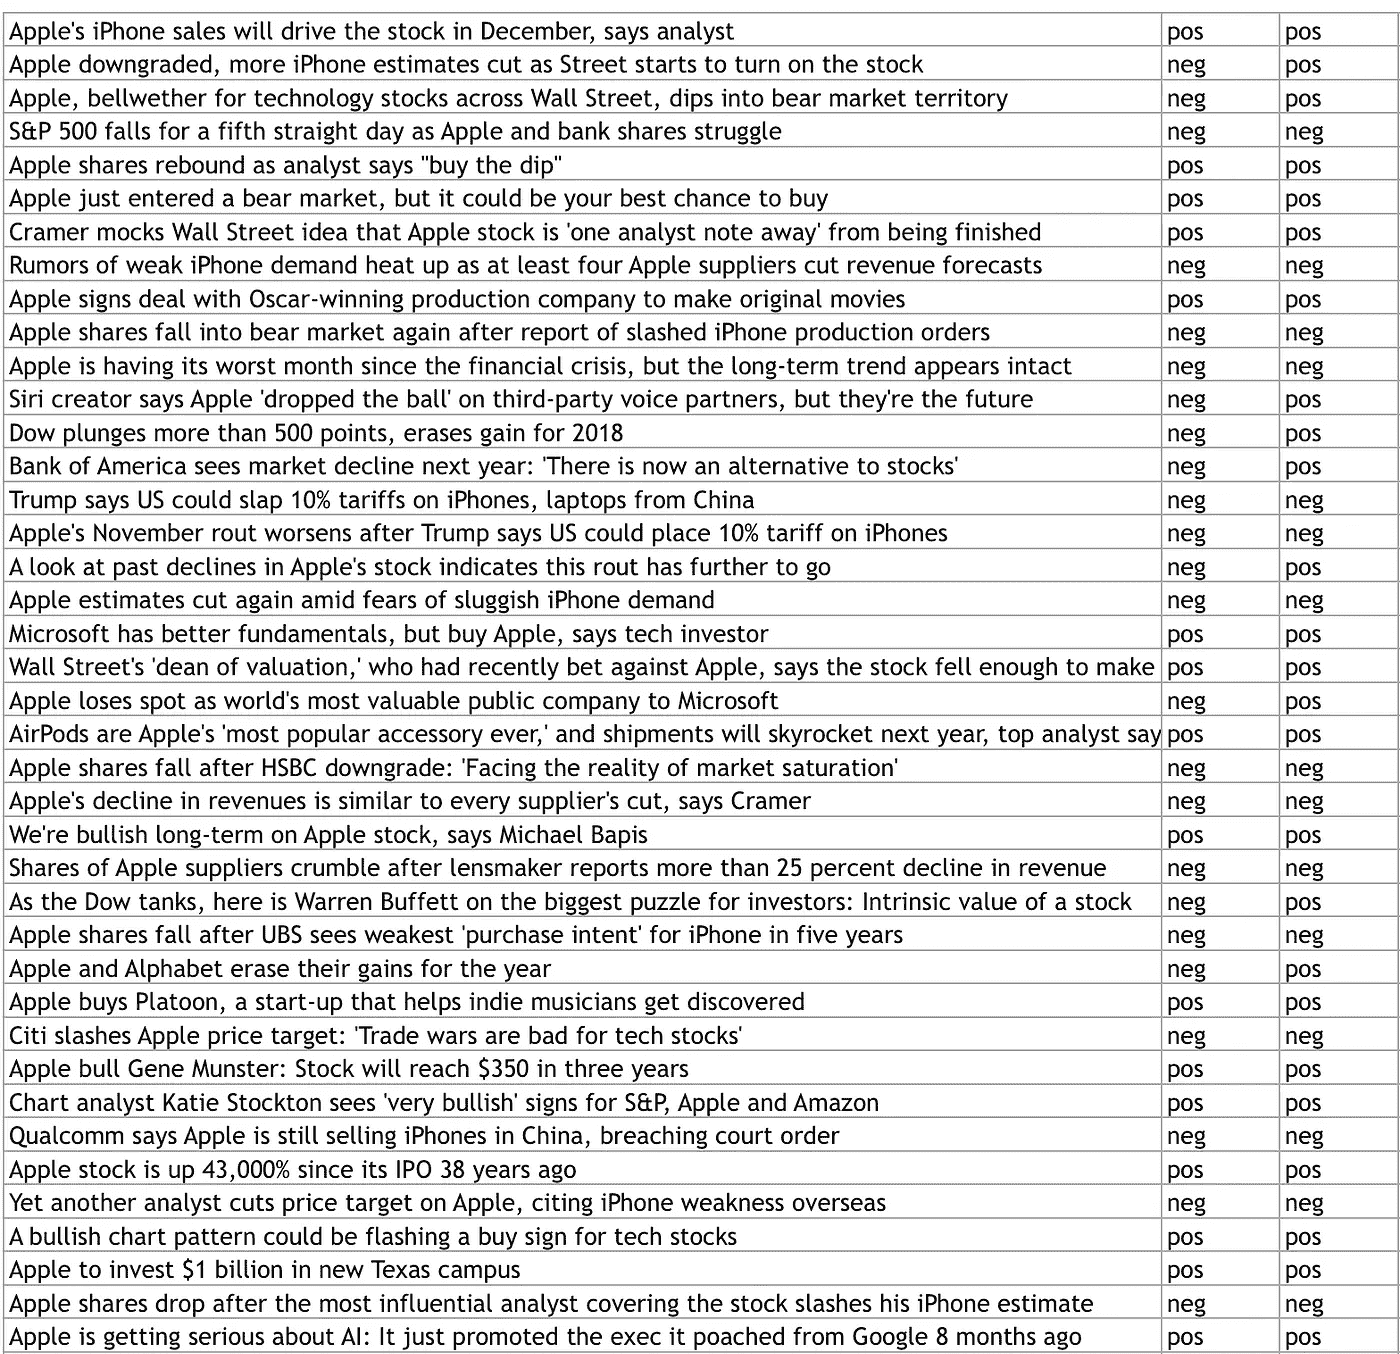 Apple's iPhone sales will drive the stock in December, says analyst pos pos
Apple downgraded, more iPhone estimates cut as Street starts to turn on the stock neg pos
Apple, bellwether for technology stocks across Wall Street, dips into bear market territory neg pos
S&P 500 falls for a fifth straight day as Apple and bank shares struggle neg neg
Apple shares rebound as analyst says "buy the dip" pos pos
Apple just entered a bear market, but it could be your best chance to buy pos pos
Cramer mocks Wall Street idea that Apple stock is 'one analyst note away' from being finished pos pos
Rumors of weak iPhone demand heat up as at least four Apple suppliers cut revenue forecasts neg neg
Apple signs deal with Oscar-winning production company to make original movies pos pos
Apple shares fall into bear market again after report of slashed iPhone production orders neg neg
Apple is having its worst month since the financial crisis, but the long-term trend appears intact neg neg
Siri creator says Apple 'dropped the ball' on third-party voice partners, but they're the future neg pos
Dow plunges more than 500 points, erases gain for 2018 neg pos
Bank of America sees market decline next year: 'There is now an alternative to stocks' neg pos
Trump says US could slap 10% tariffs on iPhones, laptops from China neg neg
Apple's November rout worsens after Trump says US could place 10% tariff on iPhones neg neg
A look at past declines in Apple's stock indicates this rout has further to go neg pos
Apple estimates cut again amid fears of sluggish iPhone demand neg neg
Microsoft has better fundamentals, but buy Apple, says tech investor pos pos
Wall Street's 'dean of valuation,' who had recently bet against Apple, says the stock fell enough to make pos pos
Apple loses spot as world's most valuable public company to Microsoft neg pos
AirPods are Apple's 'most popular accessory ever,' and shipments will skyrocket next year, top analyst say pos pos
Apple shares fall after HSBC downgrade: 'Facing the reality of market saturation' neg neg
Apple's decline in revenues is similar to every supplier's cut, says Cramer neg neg
We're bullish long-term on Apple stock, says Michael Bapis pos pos
Shares of Apple suppliers crumble after lensmaker reports more than 25 percent decline in revenue neg neg
As the Dow tanks, here is Warren Buffett on the biggest puzzle for investors: Intrinsic value of a stock neg pos
Apple shares fall after UBS sees weakest 'purchase intent' for iPhone in five years neg neg
Apple and Alphabet erase their gains for the year neg pos
Apple buys Platoon, a start-up that helps indie musicians get discovered pos pos
Citi slashes Apple price target: 'Trade wars are bad for tech stocks' neg neg
Apple bull Gene Munster: Stock will reach $350 in three years pos pos
Chart analyst Katie Stockton sees 'very bullish' signs for S&P, Apple and Amazon pos pos
Qualcomm says Apple is still selling iPhones in China, breaching court order neg neg
Apple stock is up 43,000% since its IPO 38 years ago pos pos
Yet another analyst cuts price target on Apple, citing iPhone weakness overseas neg neg
A bullish chart pattern could be flashing a buy sign for tech stocks pos pos
Apple to invest $1 billion in new Texas campus pos pos
Apple shares drop after the most influential analyst covering the stock slashes his iPhone estimate neg neg
Apple is getting serious about AI: It just promoted the exec it poached from Google 8 months ago pos pos